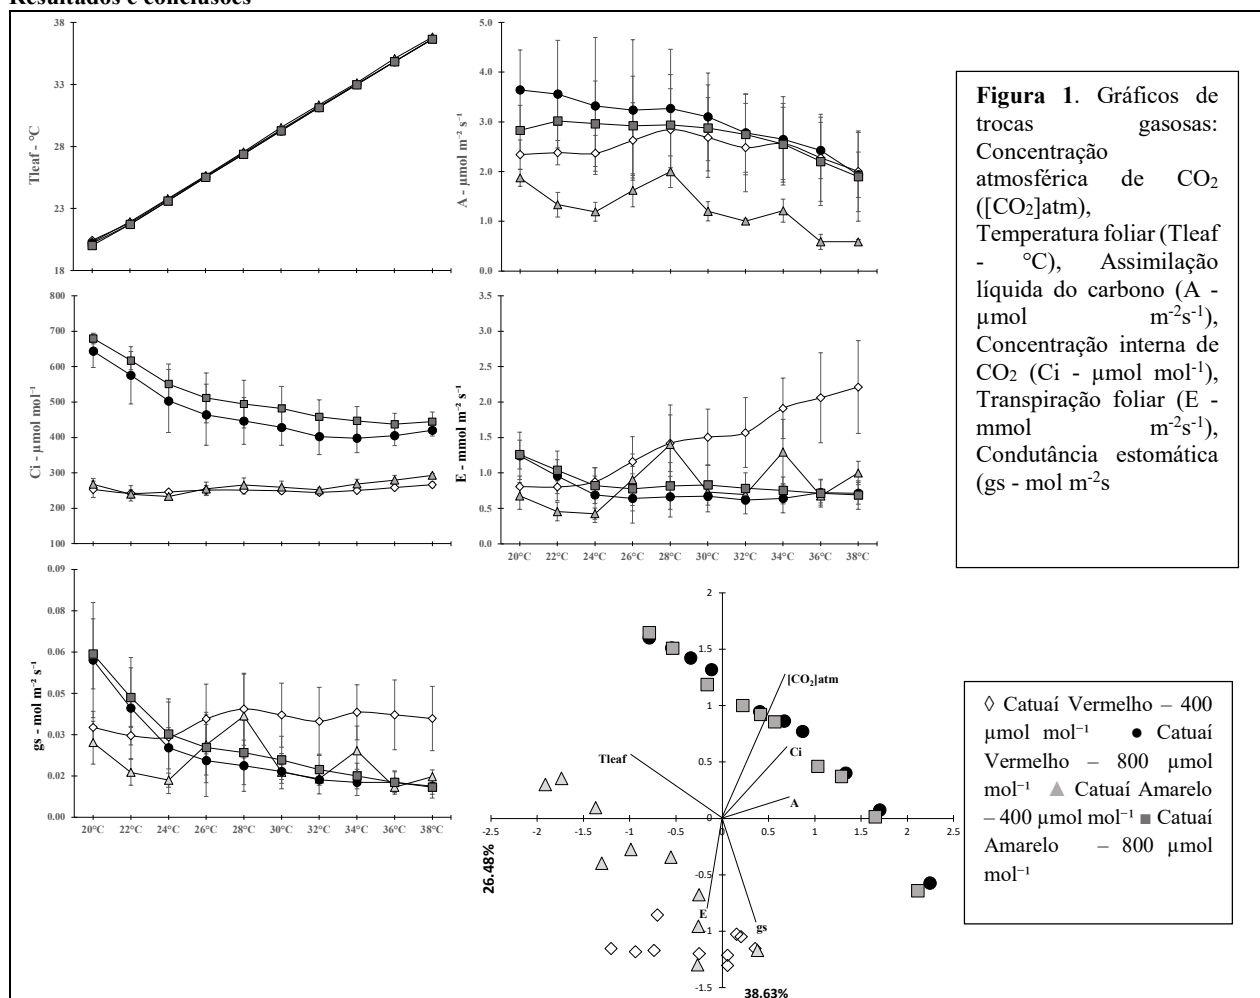 Resultados e conclusões
38
33
28
23
18
Tleaf - °C
5.0
4.0
3.0
2.0
1.0
0.0
A - µmol m⁻² s⁻¹
800
700
600
500
400
300
200
100
Ci - µmol mol⁻¹
3.5
3.0
2.5
2.0
1.5
1.0
0.5
0.0
E - mmol m⁻² s⁻¹
20°C 22°C 24°C 26°C 28°C 30°C 32°C 34°C 36°C 38°C
0.09
0.08
0.06
0.05
0.03
0.02
0.00
gs - mol m⁻² s⁻¹
20°C 22°C 24°C 26°C 28°C 30°C 32°C 34°C 36°C 38°C
2
1.5
1
0.5
0
-0.5
-1
-1.5
-2.5 -2 -1.5 -1 -0.5 0 0.5 1 1.5 2 2.5
[CO₂]atm
Ci
A
Tleaf
E
gs
26.48%
38.63%
Figura 1. Gráficos de
trocas gasosas:
Concentração
atmosférica de CO₂
([CO₂]atm),
Temperatura foliar (Tleaf
- °C), Assimilação
líquida do carbono (A -
µmol m⁻²s⁻¹),
Concentração interna de
CO₂ (Ci - µmol mol⁻¹),
Transpiração foliar (E -
mmol m⁻²s⁻¹),
Condutância estomática
(gs - mol m⁻²s
◇ Catuaí Vermelho – 400
µmol mol⁻¹ ● Catuaí
Vermelho – 800 µmol
mol⁻¹ ▲ Catuaí Amarelo
– 400 µmol mol⁻¹ ■ Catuaí
Amarelo – 800 µmol
mol⁻¹